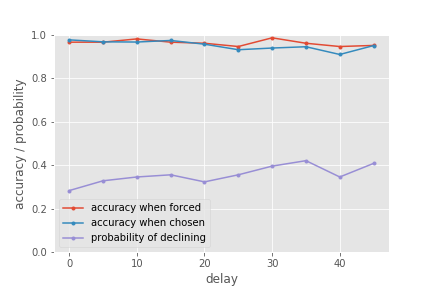 1.0
0.8
0.6
0.4
0.2
0.0
accuracy / probability
accuracy when forced
accuracy when chosen
probability of declining
0 10 20 30 40
delay